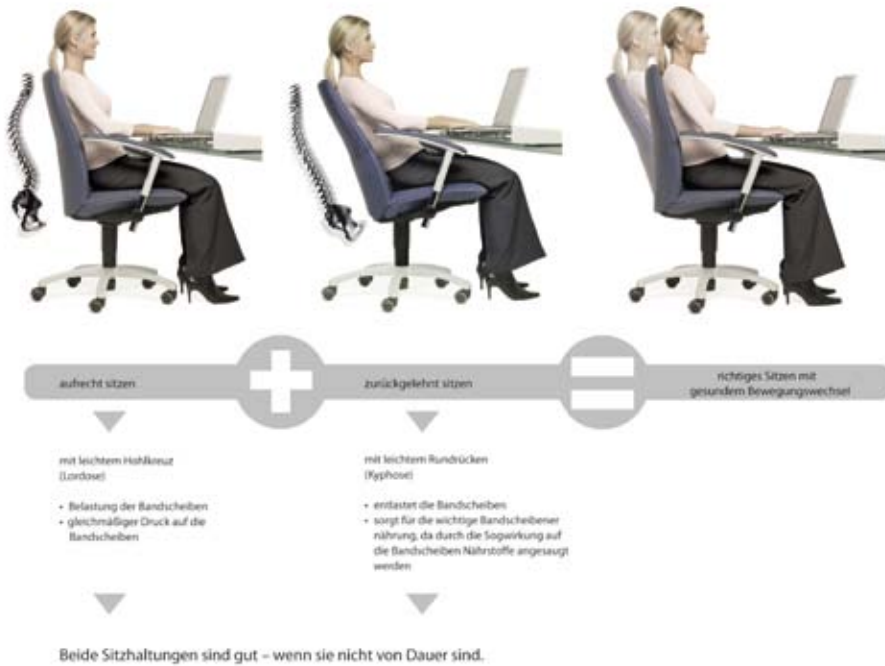 aufrecht sitzen
zurückgelehnt sitzen
richtiges Sitzen mit
gesundem Bewegungswechsel
mit leichtem Hohlkreuz
(Lordose)
• Belastung der Bandscheiben
• gleichmäßiger Druck auf die
Bandscheiben
mit leichtem Rundrücken
(Kyphose)
• entlastet die Bandscheiben
• sorgt für die wichtige Bandscheibener
nährung, da durch die Sogwirkung auf
die Bandscheiben Nährstoffe angesaugt
werden
Beide Sitzhaltungen sind gut – wenn sie nicht von Dauer sind.